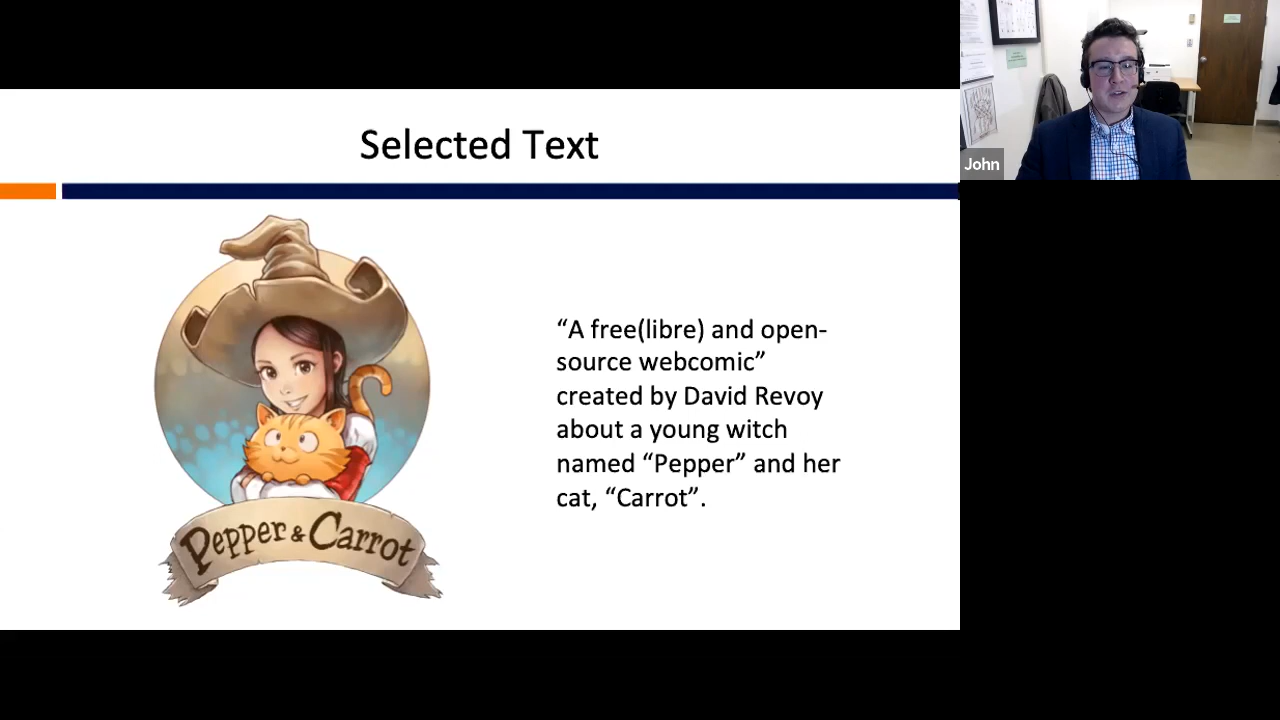 Selected Text
“A free(libre) and open-
source webcomic”
created by David Revoy
about a young witch
named “Pepper” and her
cat, “Carrot”.
Pepper & Carrot
John